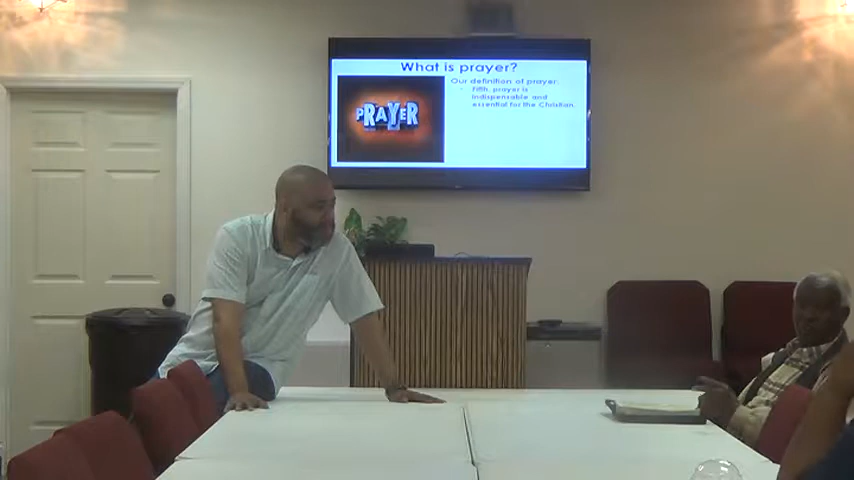 What is prayer?
Our definition of prayer:
• Fifth, prayer is
indispensable and
essential for the Christian.
PRAYER